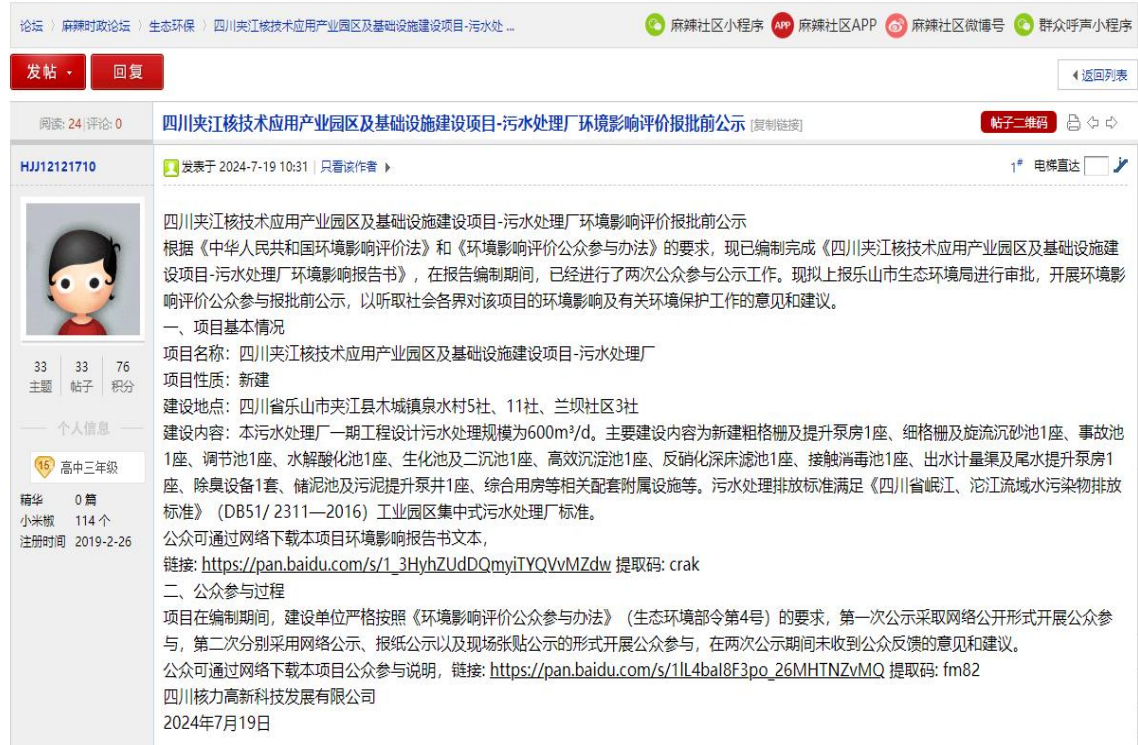 论坛 〉 麻辣时政论坛 〉 生态环保 〉 四川夹江核技术应用产业园区及基础设施建设项目-污水处 ...
麻辣社区小程序 APP 麻辣社区APP 麻辣社区微博号 群众呼声小程序
发帖 回复
返回列表
阅读: 24|评论: 0
四川夹江核技术应用产业园区及基础设施建设项目-污水处理厂环境影响评价报批前公示 [复制链接]
帖子二维码
HJJ12121710
发表于 2024-7-19 10:31 | 只看该作者
1# 电梯直达
33 33 76
主题 帖子 积分
个人信息
15 高中三年级
精华 0 篇
小米椒 114 个
注册时间 2019-2-26
四川夹江核技术应用产业园区及基础设施建设项目-污水处理厂环境影响评价报批前公示
根据《中华人民共和国环境影响评价法》和《环境影响评价公众参与办法》的要求，现已编制完成《四川夹江核技术应用产业园区及基础设施建
设项目-污水处理厂环境影响报告书》，在报告编制期间，已经进行了两次公众参与公示工作。现拟上报乐山市生态环境局进行审批，开展环境影
响评价公众参与报批前公示，以听取社会各界对该项目的环境影响及有关环境保护工作的意见和建议。
一、项目基本情况
项目名称：四川夹江核技术应用产业园区及基础设施建设项目-污水处理厂
项目性质：新建
建设地点：四川省乐山市夹江县木城镇泉水村5社、11社、兰坝社区3社
建设内容：本污水处理厂一期工程设计污水处理规模为600m³/d。主要建设内容为新建粗格栅及提升泵房1座、细格栅及旋流沉砂池1座、事故池
1座、调节池1座、水解酸化池1座、生化池及二沉池1座、高效沉淀池1座、反硝化深床滤池1座、接触消毒池1座、出水计量渠及尾水提升泵房1
座、除臭设备1套、储泥池及污泥提升泵井1座、综合用房等相关配套附属设施等。污水处理排放标准满足《四川省岷江、沱江流域水污染物排放
标准》（DB51/ 2311—2016）工业园区集中式污水处理厂标准。
公众可通过网络下载本项目环境影响报告书文本，
链接: https://pan.baidu.com/s/1_3HyhZUdDQmyiTYQVvMZdw 提取码: crak
二、公众参与过程
项目在编制期间，建设单位严格按照《环境影响评价公众参与办法》（生态环境部令第4号）的要求，第一次公示采取网络公开形式开展公众参
与，第二次分别采用网络公示、报纸公示以及现场张贴公示的形式开展公众参与，在两次公示期间未收到公众反馈的意见和建议。
公众可通过网络下载本项目公众参与说明，链接: https://pan.baidu.com/s/1lL4baI8F3po_26MHTNZvMQ 提取码: fm82
四川核力高新科技发展有限公司
2024年7月19日